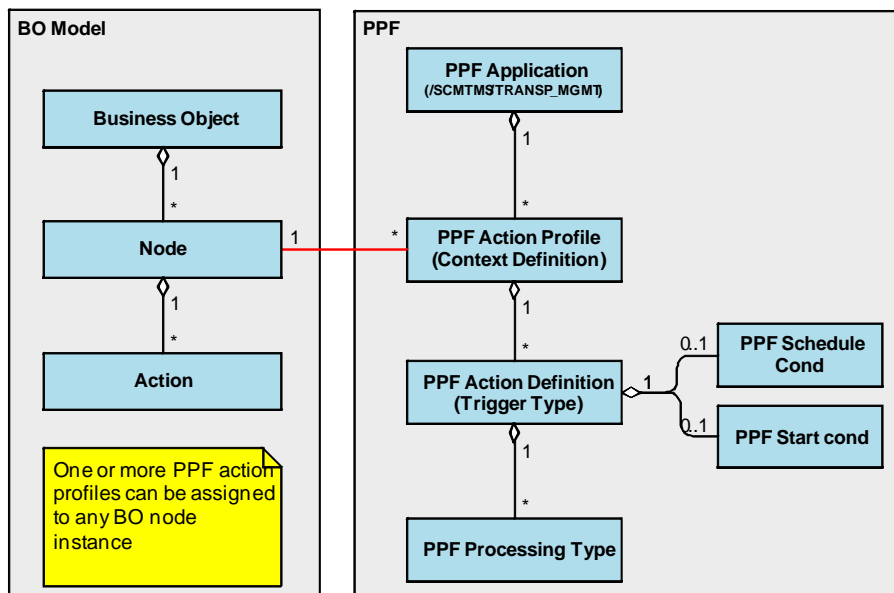 BO Model
Business Object
1
*
Node
1
*
Action
One or more PPF action
profiles can be assigned
to any BO node
instance
1
*
PPF
PPF Application
(/SCMTMS/TRANSP_MGMT)
1
*
PPF Action Profile
(Context Definition)
1
*
PPF Action Definition
(Trigger Type)
1
0..1
PPF Schedule
Cond
0..1
PPF Start cond
1
*
PPF Processing Type